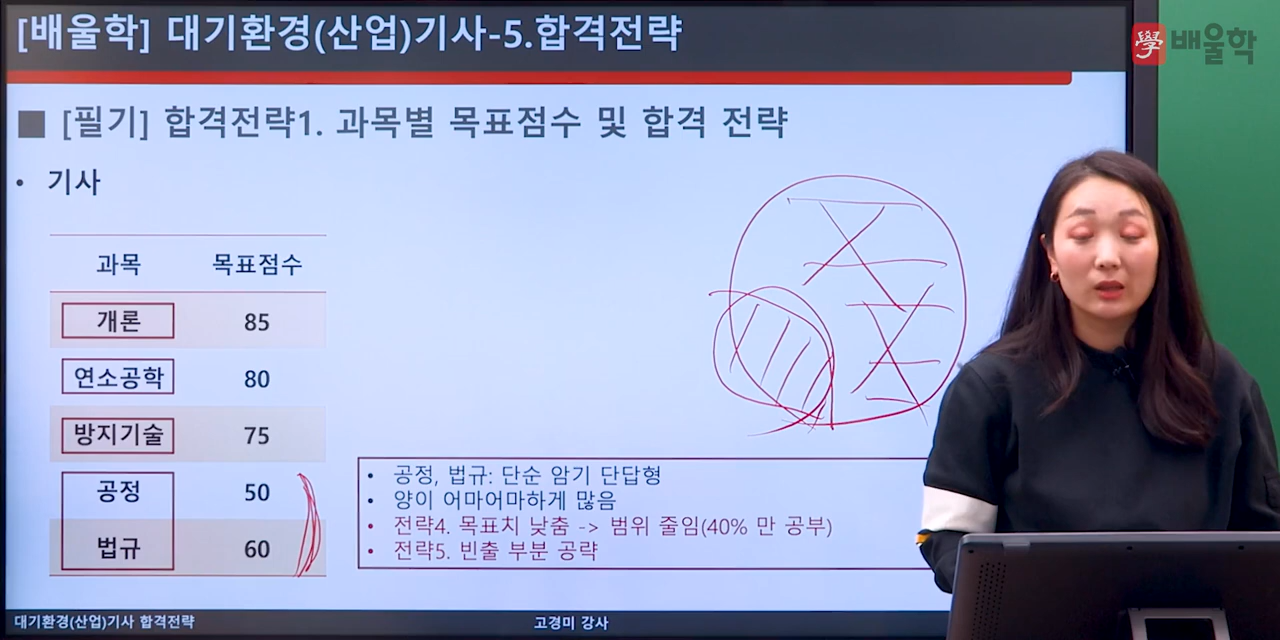 [배울학] 대기환경(산업)기사-5.합격전략
學 배울학
■ [필기] 합격전략1. 과목별 목표점수 및 합격 전략
• 기사
과목 목표점수
개론 85
연소공학 80
방지기술 75
공정 50
법규 60
• 공정, 법규: 단순 암기 단답형
• 양이 어마어마하게 많음
• 전략4. 목표치 낮춤 -> 범위 줄임(40% 만 공부)
• 전략5. 빈출 부분 공략
대기환경(산업)기사 합격전략
고경미 강사